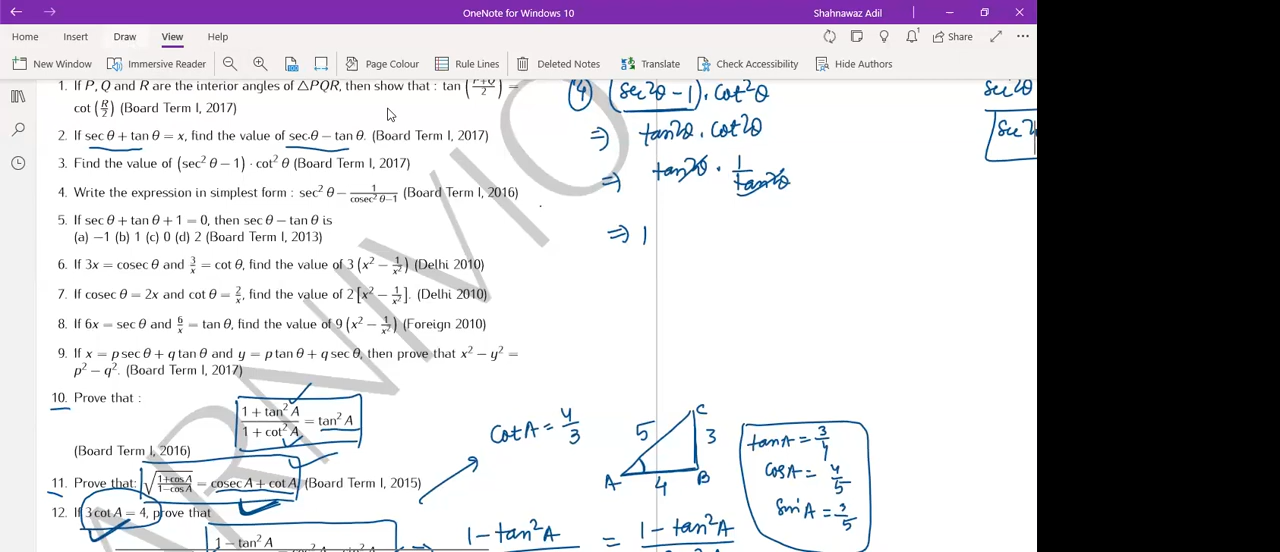 OneNote for Windows 10
Shahnawaz Adil
Home Insert Draw View Help
Share
New Window Immersive Reader Page Colour Rule Lines Deleted Notes Translate Check Accessibility
1. If P, Q and R are the interior angles of △PQR, then show that : tan (P+Q/2) =
cot (R/2) (Board Term I, 2017)
2. If sec θ + tan θ = x, find the value of sec θ − tan θ. (Board Term I, 2017)
3. Find the value of (sec² θ − 1) · cot² θ (Board Term I, 2017)
4. Write the expression in simplest form : sec² θ − 1/(cosec² θ−1) (Board Term I, 2016)
5. If sec θ + tan θ + 1 = 0, then sec θ − tan θ is
(a) −1 (b) 1 (c) 0 (d) 2 (Board Term I, 2013)
6. If 3x = cosec θ and 3/x = cot θ, find the value of 3 (x² − 1/x²) (Delhi 2010)
7. If cosec θ = 2x and cot θ = 2/x, find the value of 2 [x² − 1/x²]. (Delhi 2010)
8. If 6x = sec θ and 6/x = tan θ, find the value of 9 (x² − 1/x²) (Foreign 2010)
9. If x = p sec θ + q tan θ and y = p tan θ + q sec θ, then prove that x² − y² =
p² − q². (Board Term I, 2017)
10. Prove that :
(1 + tan² A)/(1 + cot² A) = tan² A
(Board Term I, 2016)
11. Prove that: √((1+cos A)/(1−cos A)) = cosec A + cot A, (Board Term I, 2015)
12. If 3 cot A = 4, prove that
1 − tan² A
(4) (sec²θ − 1) · cot²θ
⇒ tan²θ · cot²θ
⇒ tan²θ · 1/tan²θ
⇒ 1
sec²θ
cot A = 4/3
5 C 3
A 4 B
tan A = 3/4
cos A = 4/5
sin A = 3/5
1 − tan²A = 1 − tan²A
ARNIVO